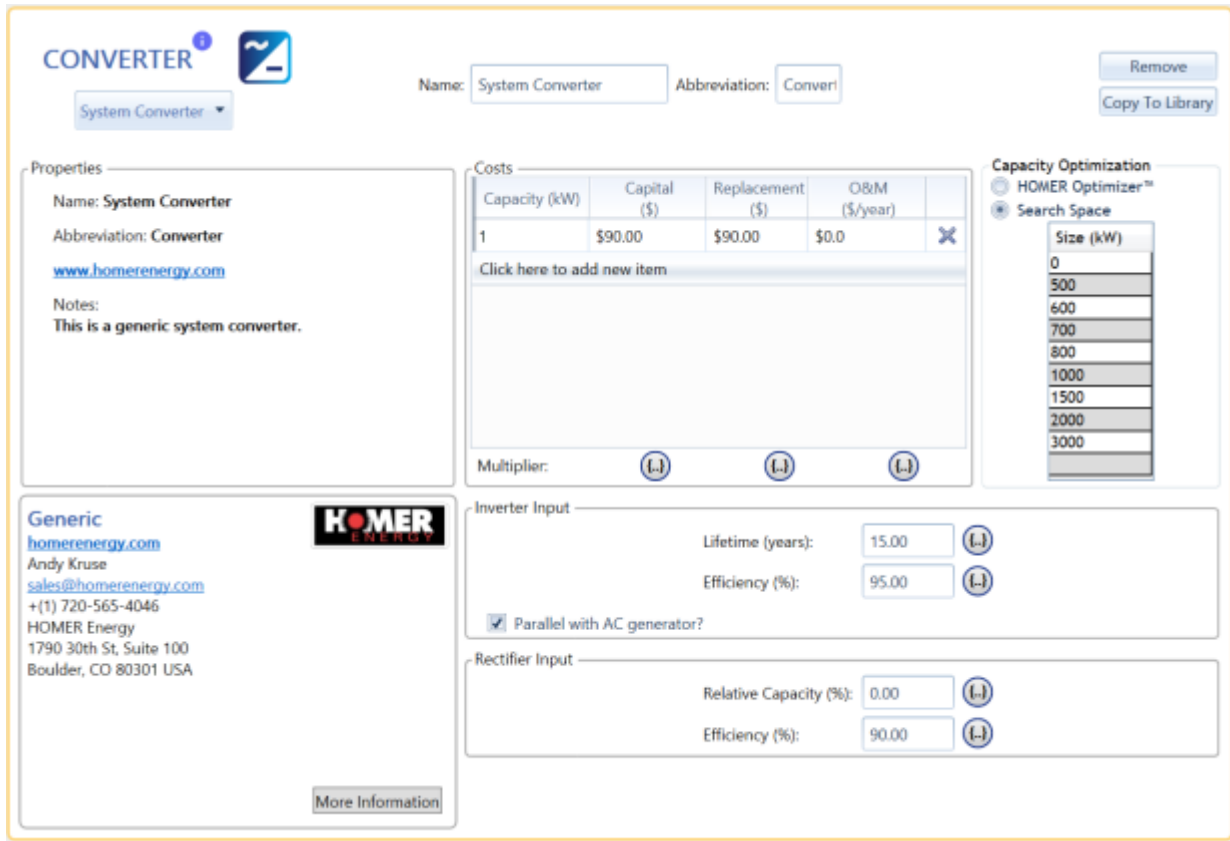 CONVERTER
System Converter
Name: System Converter Abbreviation: Convert
Remove
Copy To Library
Properties
Name: System Converter
Abbreviation: Converter
www.homerenergy.com
Notes:
This is a generic system converter.
Costs
Capacity (kW) Capital ($) Replacement ($) O&M ($/year)
1 $90.00 $90.00 $0.0
Click here to add new item
Multiplier: {..} {..} {..}
Capacity Optimization
HOMER Optimizer™
Search Space
Size (kW)
0
500
600
700
800
1000
1500
2000
3000
Generic
HOMER
ENERGY
homerenergy.com
Andy Kruse
sales@homerenergy.com
+(1) 720-565-4046
HOMER Energy
1790 30th St, Suite 100
Boulder, CO 80301 USA
More Information
Inverter Input
Lifetime (years): 15.00 {..}
Efficiency (%): 95.00 {..}
Parallel with AC generator?
Rectifier Input
Relative Capacity (%): 0.00 {..}
Efficiency (%): 90.00 {..}